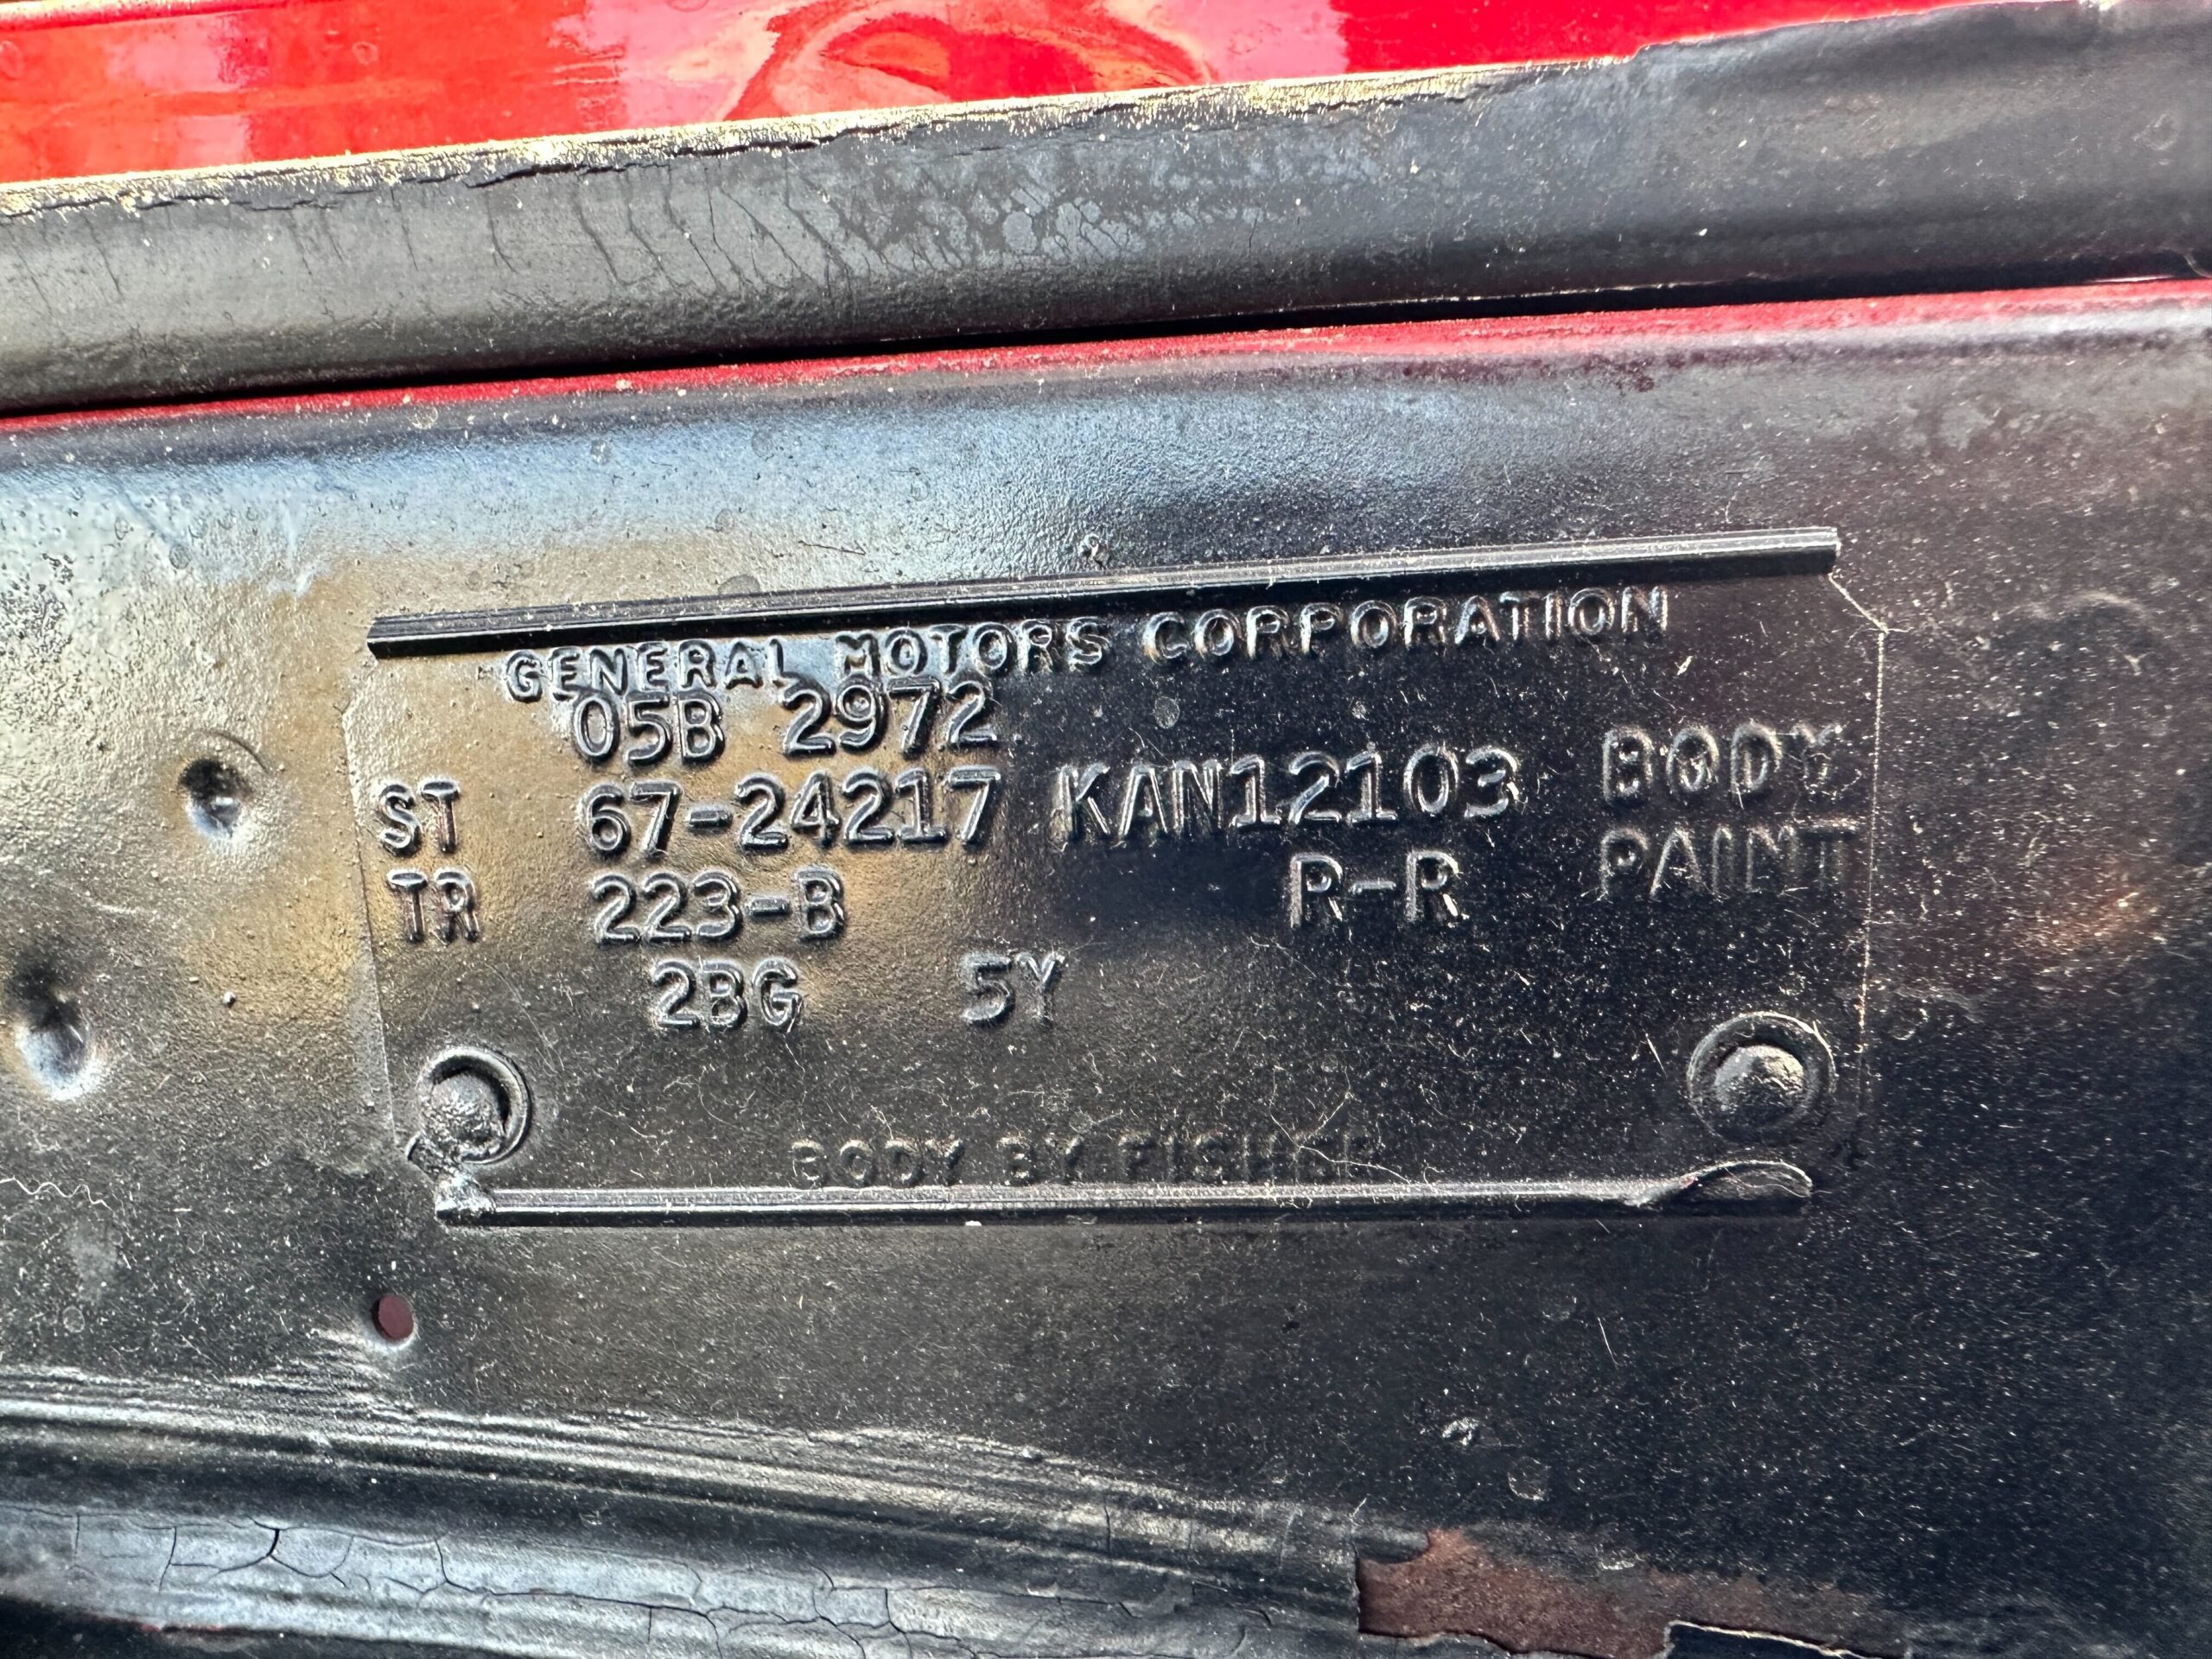 GENERAL MOTORS CORPORATION
05B 2972
ST 67-24217 KAN12103 BODY
TR 223-B R-R PAINT
2BG 5Y
BODY BY FISHER